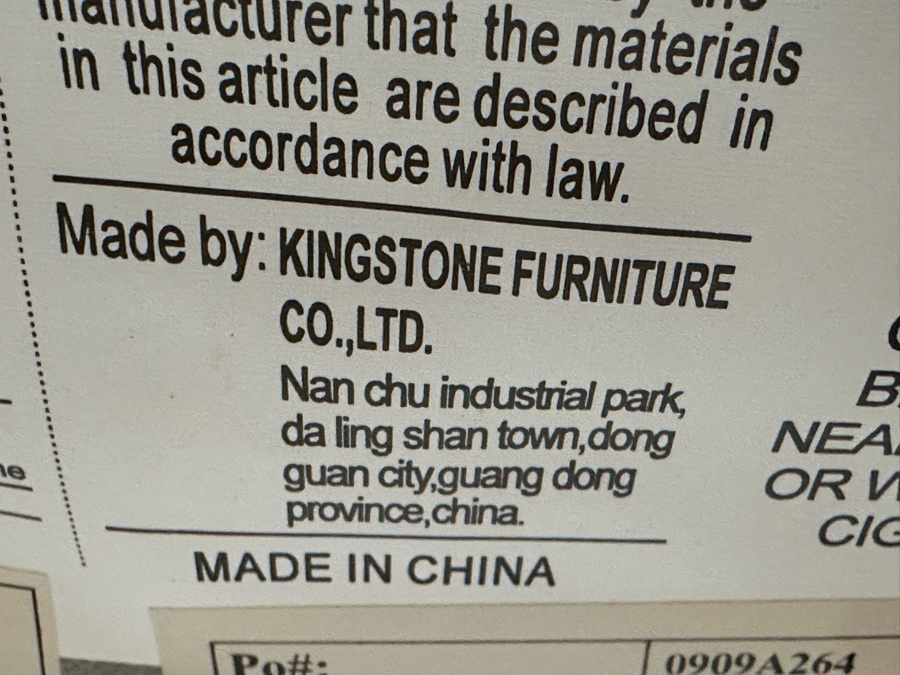 manufacturer that the materials
in this article are described in
accordance with law.
Made by: KINGSTONE FURNITURE
CO.,LTD.
Nan chu industrial park,
da ling shan town,dong
guan city,guang dong
province,china.
MADE IN CHINA
OR
Po#:
0909A264